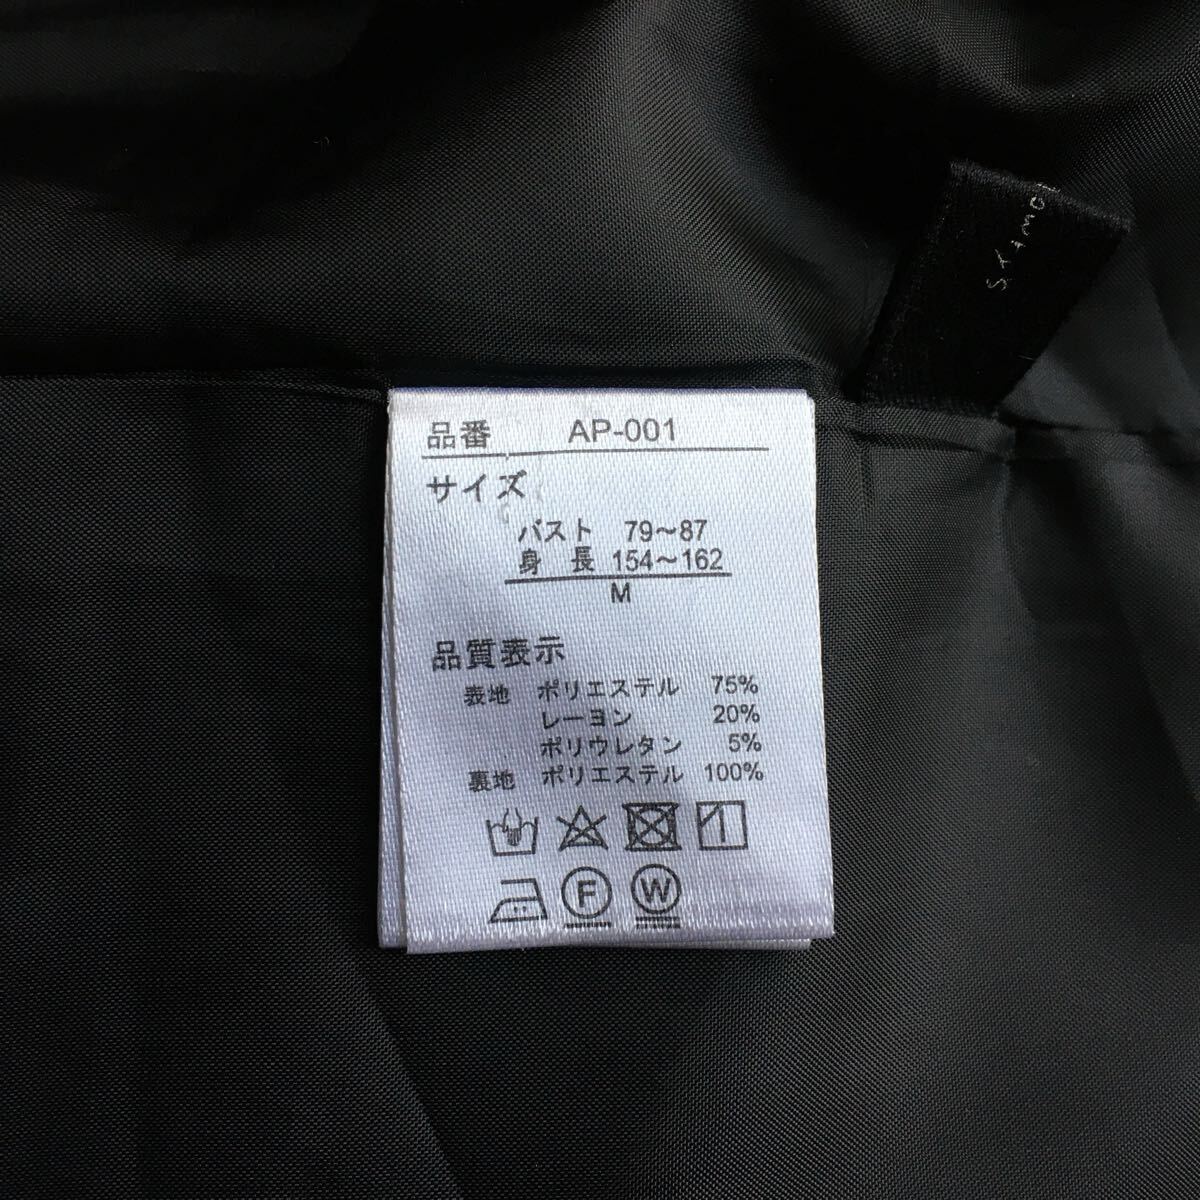 品番 AP-001
サイズ
バスト 79～87
身長 154～162
M
品質表示
表地 ポリエステル 75%
レーヨン 20%
ポリウレタン 5%
裏地 ポリエステル 100%
F W